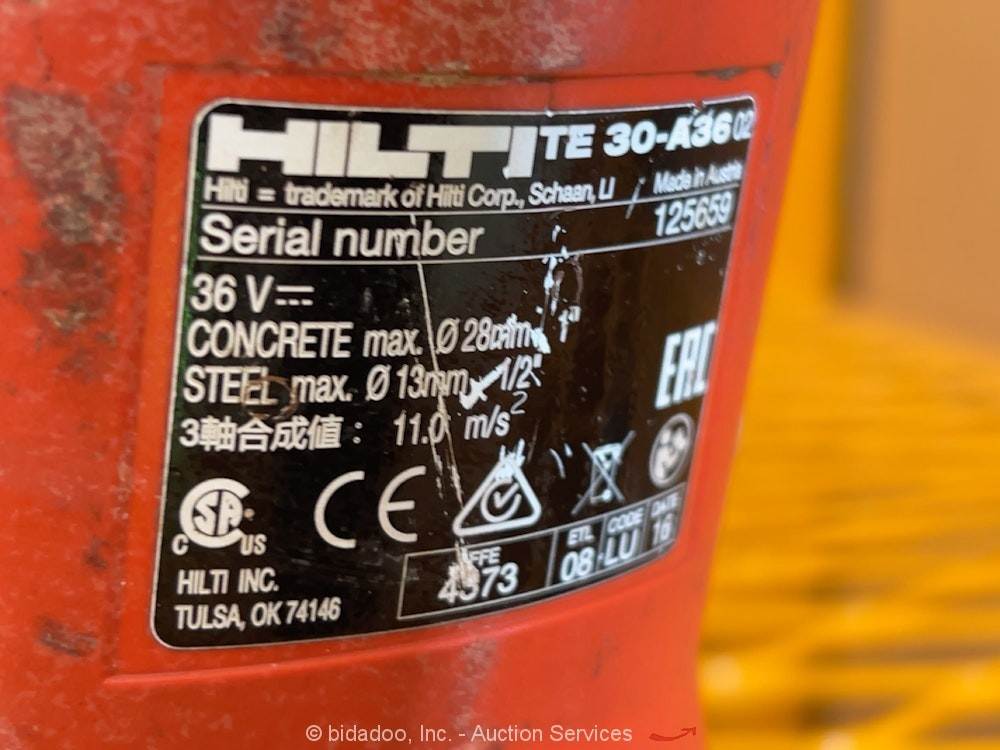 HILTI TE 30-A36 02
Hilti = trademark of Hilti Corp., Schaan, LI Made in Austria
Serial number 125659
36 V
CONCRETE max. Ø 28mm 1"
STEEL max. Ø 13mm 1/2"
3軸合成値： 11.0 m/s²
CE
EAC
C SA US
HILTI INC.
TULSA, OK 74146
ETL CODE DATE
4373 08 LU 16
© bidadoo, Inc. - Auction Services